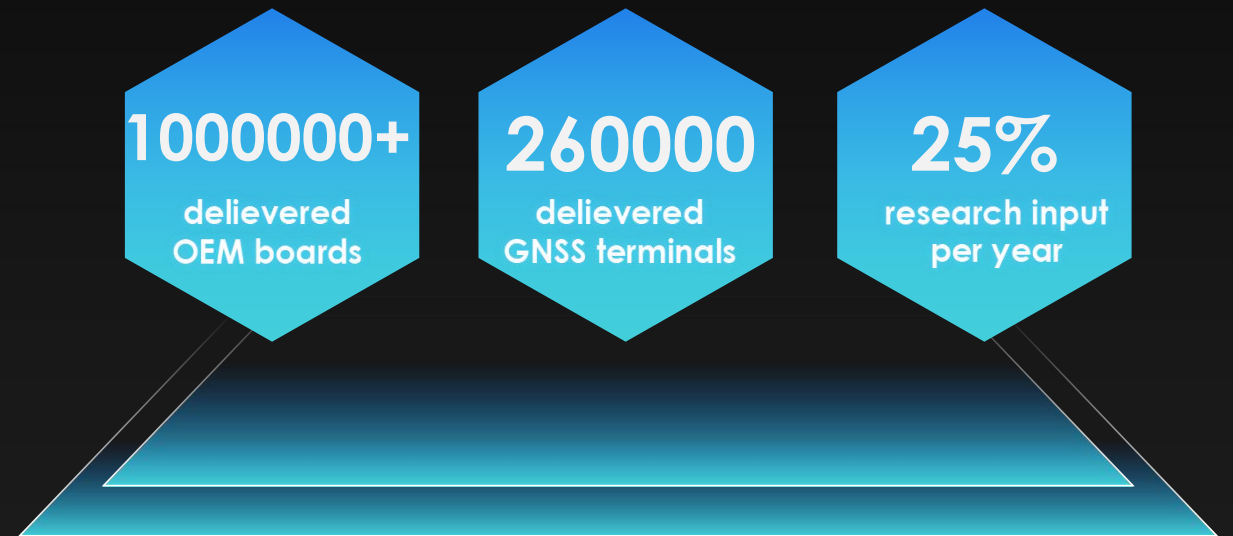 1000000+
delievered
OEM boards
260000
delievered
GNSS terminals
25%
research input
per year